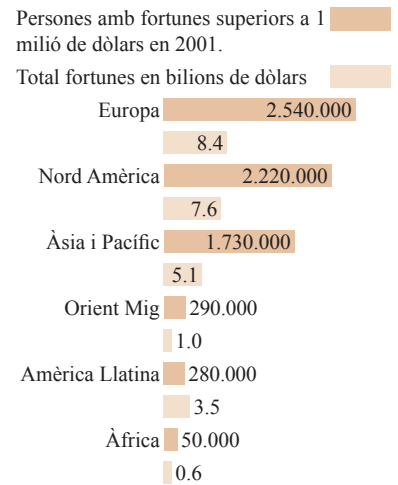 Persones amb fortunes superiors a 1
milió de dòlars en 2001.
Total fortunes en bilions de dòlars
Europa 2.540.000
8.4
Nord Amèrica 2.220.000
7.6
Àsia i Pacífic 1.730.000
5.1
Orient Mig 290.000
1.0
Amèrica Llatina 280.000
3.5
Àfrica 50.000
0.6